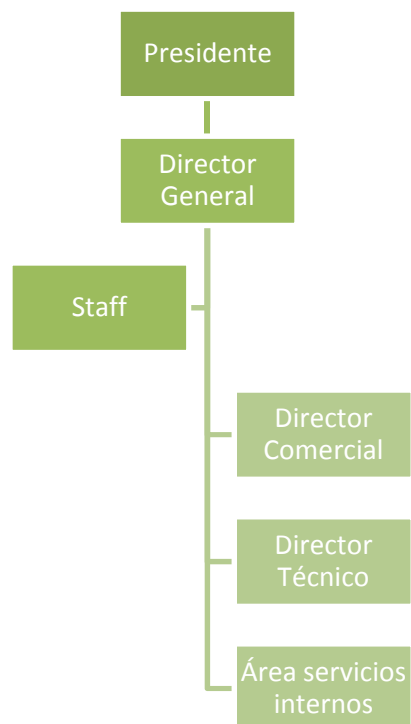 Presidente
Director
General
Staff
Director
Comercial
Director
Técnico
Área servicios
internos